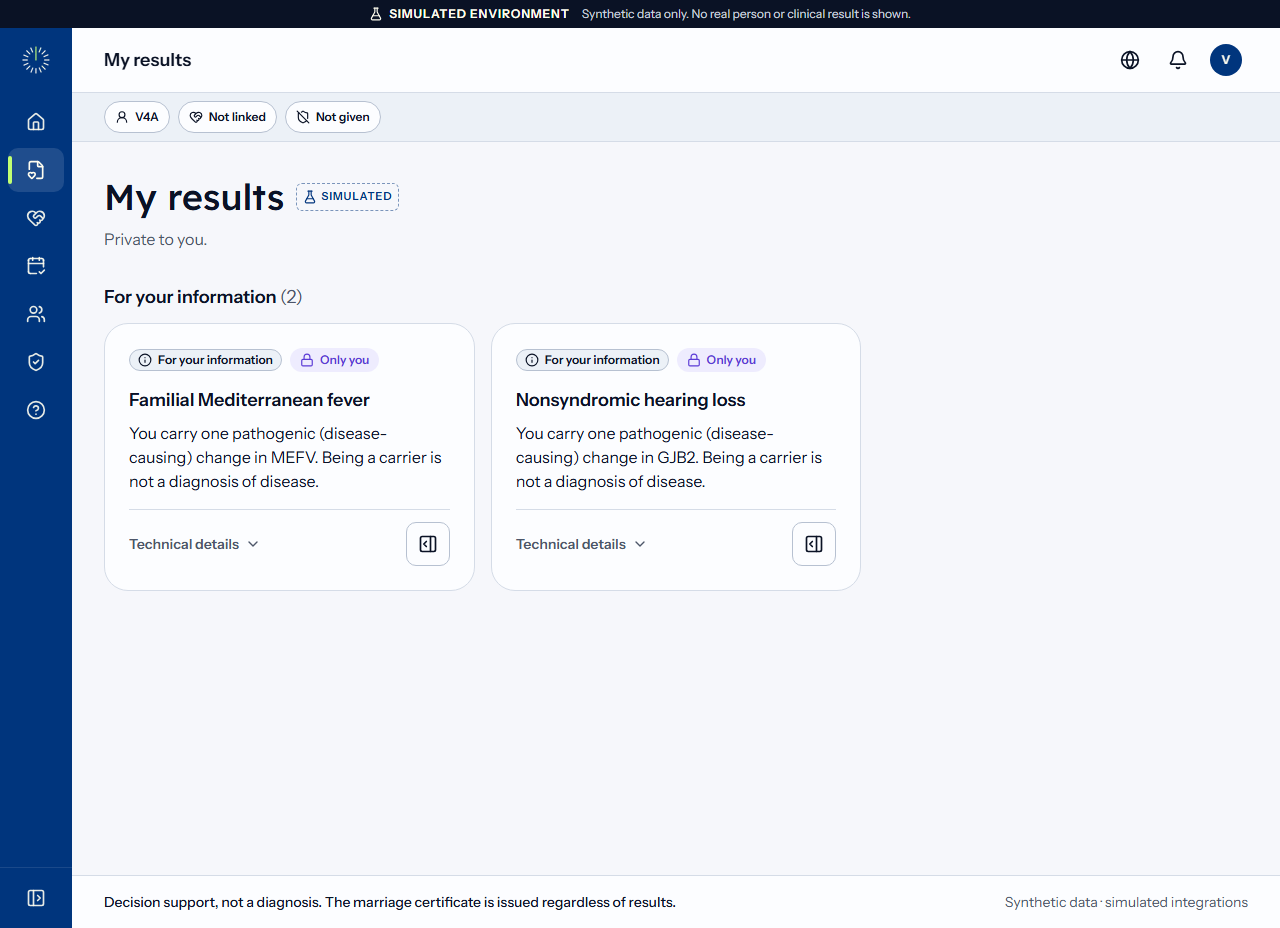 SIMULATED ENVIRONMENT Synthetic data only. No real person or clinical result is shown.
My results
V
V4A
Not linked
Not given
My results
SIMULATED
Private to you.
For your information (2)
For your information
Only you
Familial Mediterranean fever
You carry one pathogenic (disease-
causing) change in MEFV. Being a carrier is
not a diagnosis of disease.
Technical details
For your information
Only you
Nonsyndromic hearing loss
You carry one pathogenic (disease-
causing) change in GJB2. Being a carrier is
not a diagnosis of disease.
Technical details
Decision support, not a diagnosis. The marriage certificate is issued regardless of results.
Synthetic data · simulated integrations